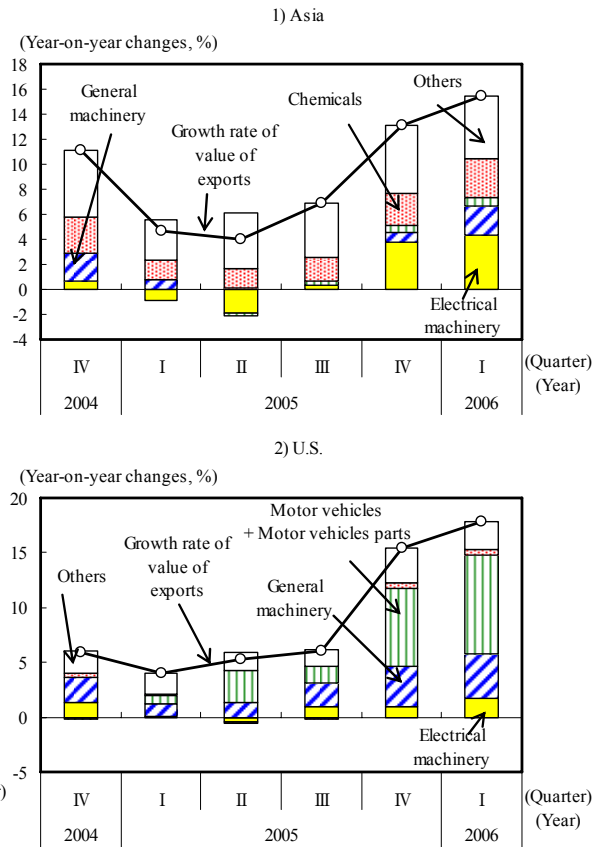 1) Asia
(Year-on-year changes, %)
18
16
14
12
10
8
6
4
2
0
-2
-4
General
machinery
Growth rate of
value of
exports
Chemicals
Others
Electrical
machinery
IV I II III IV I (Quarter)
2004 2005 2006 (Year)
2) U.S.
(Year-on-year changes, %)
20
15
10
5
0
-5
Others
Growth rate of
value of
exports
Motor vehicles
+ Motor vehicles parts
General
machinery
Electrical
machinery
) IV I II III IV I (Quarter)
2004 2005 2006 (Year)